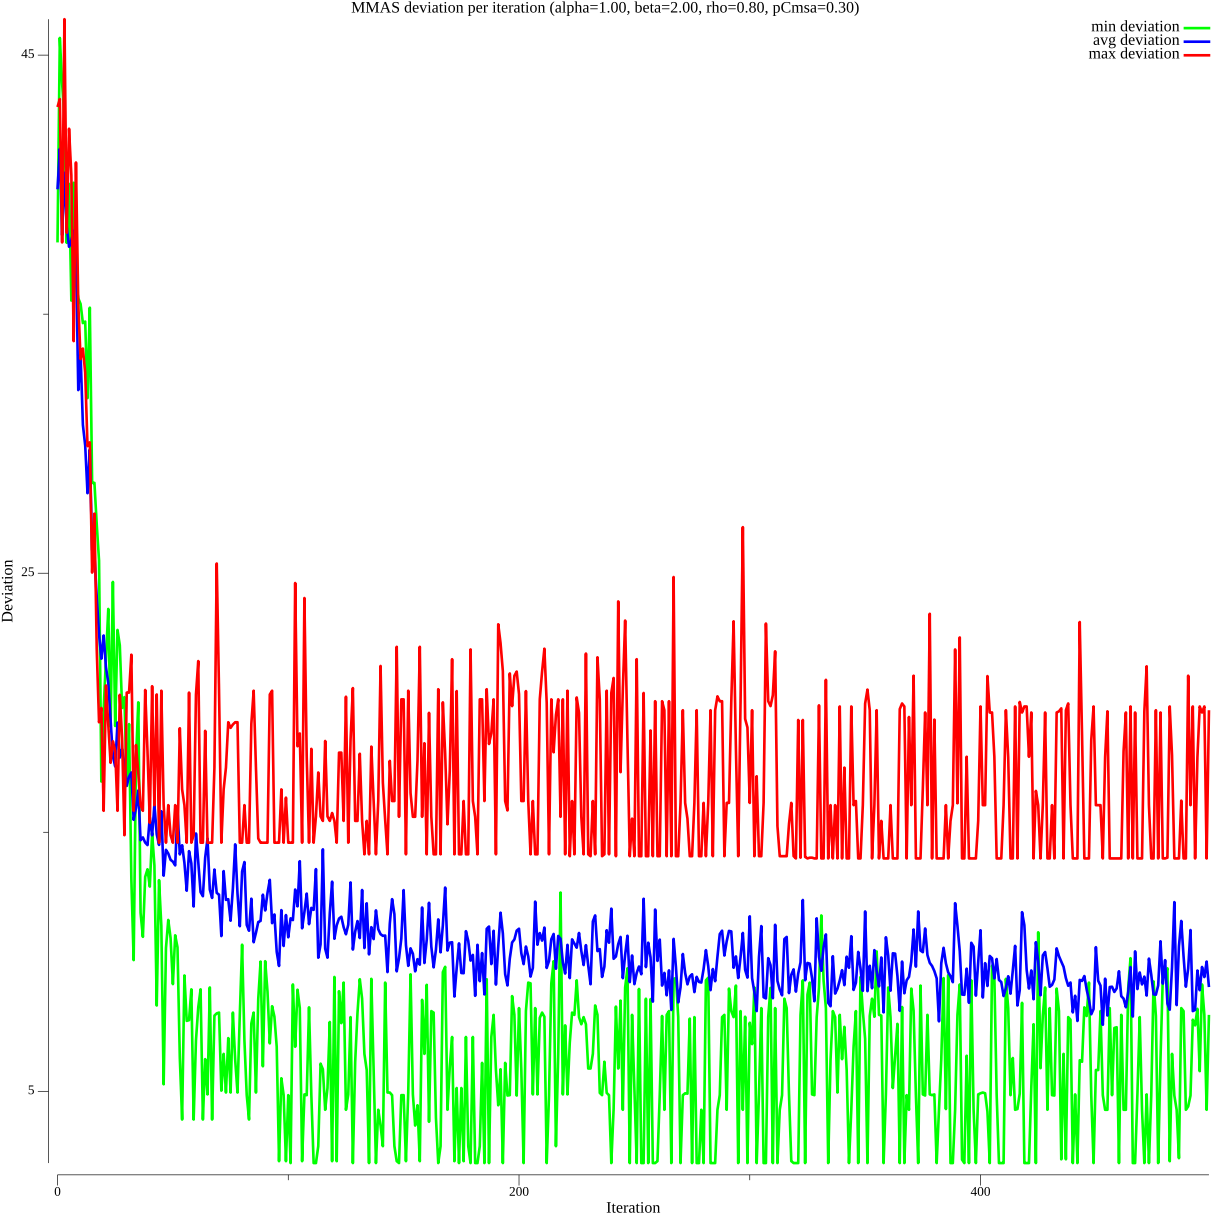 MMAS deviation per iteration (alpha=1.00, beta=2.00, rho=0.80, pCmsa=0.30)
min deviation
avg deviation
max deviation
45
25
5
Deviation
0
200
400
Iteration